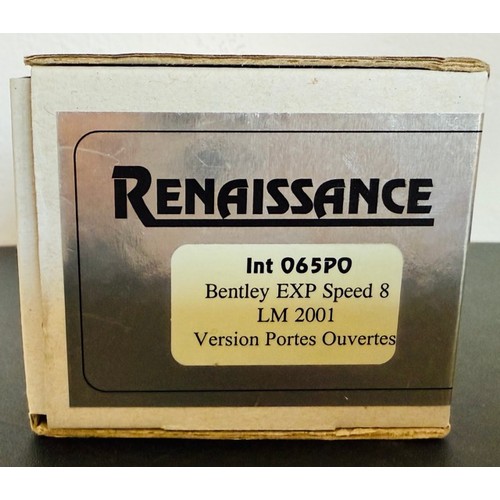 RENAISSANCE
Int 065PO
Bentley EXP Speed 8
LM 2001
Version Portes Ouvertes